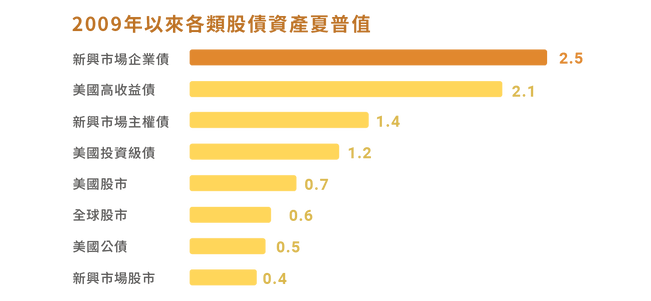 2009年以來各類股債資產夏普值
新興市場企業債 2.5
美國高收益債 2.1
新興市場主權債 1.4
美國投資級債 1.2
美國股市 0.7
全球股市 0.6
美國公債 0.5
新興市場股市 0.4